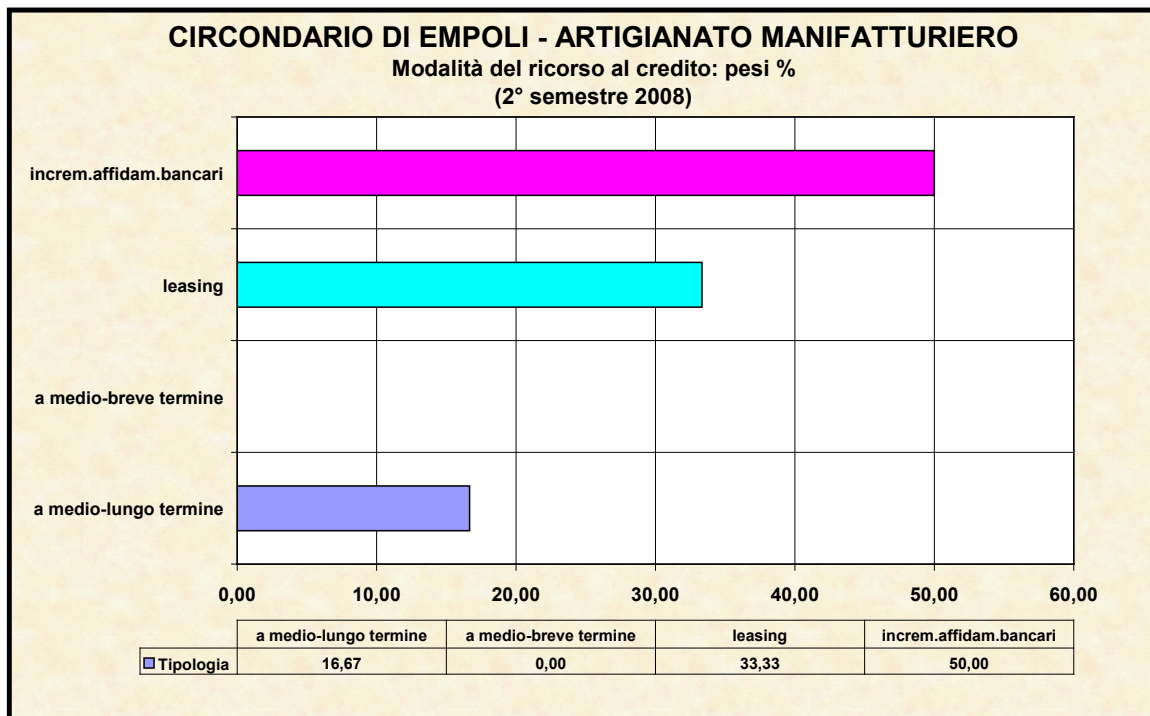 CIRCONDARIO DI EMPOLI - ARTIGIANATO MANIFATTURIERO
Modalità del ricorso al credito: pesi %
(2° semestre 2008)
increm.affidam.bancari
leasing
a medio-breve termine
a medio-lungo termine
0,00 10,00 20,00 30,00 40,00 50,00 60,00
a medio-lungo termine a medio-breve termine leasing increm.affidam.bancari
Tipologia 16,67 0,00 33,33 50,00